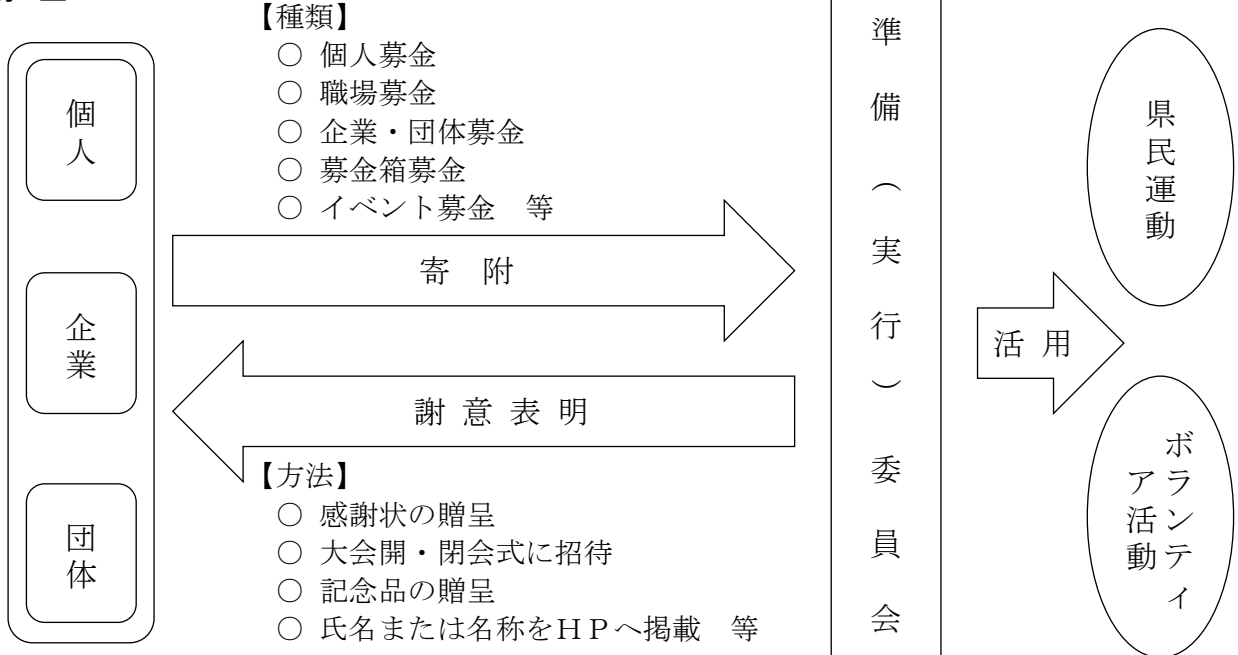 個人
企業
団体
【種類】
○ 個人募金
○ 職場募金
○ 企業・団体募金
○ 募金箱募金
○ イベント募金　等
寄　附
謝 意 表 明
【方法】
○ 感謝状の贈呈
○ 大会開・閉会式に招待
○ 記念品の贈呈
○ 氏名または名称をＨＰへ掲載　等
準備（実行）委員会
活 用
県民運動
ボランティ
ア活動